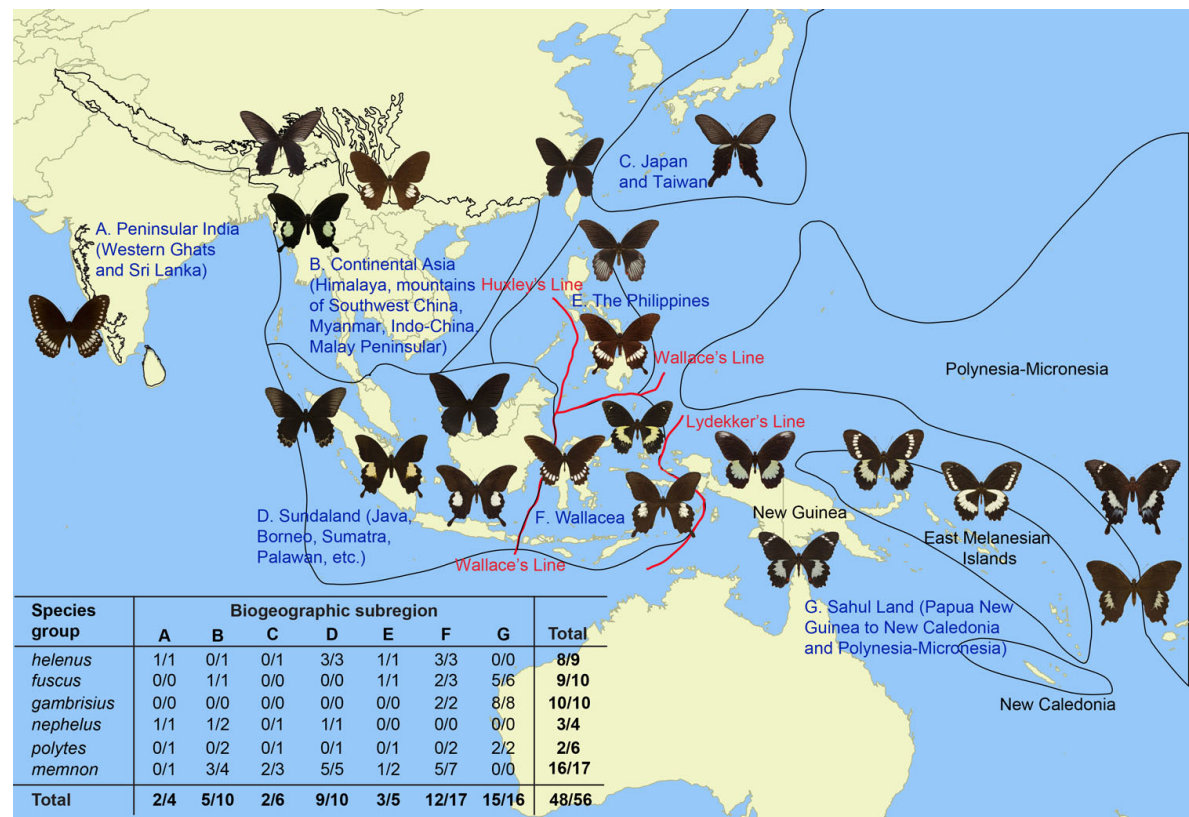 C. Japan
and Taiwan
A. Peninsular India
(Western Ghats
and Sri Lanka)
B. Continental Asia
(Himalaya, mountains
of Southwest China,
Myanmar, Indo-China,
Malay Peninsular)
Huxley's Line
E. The Philippines
Wallace's Line
Polynesia-Micronesia
Lydekker's Line
D. Sundaland (Java,
Borneo, Sumatra,
Palawan, etc.)
F. Wallacea
Wallace's Line
New Guinea
East Melanesian
Islands
G. Sahul Land (Papua New
Guinea to New Caledonia
and Polynesia-Micronesia)
New Caledonia
Species group Biogeographic subregion
A B C D E F G Total
helenus 1/1 0/1 0/1 3/3 1/1 3/3 0/0 8/9
fuscus 0/0 1/1 0/0 0/0 1/1 2/3 5/6 9/10
gambrisius 0/0 0/0 0/0 0/0 0/0 2/2 8/8 10/10
nephelus 1/1 1/2 0/1 1/1 0/0 0/0 0/0 3/4
polytes 0/1 0/2 0/1 0/1 0/1 0/2 2/2 2/6
memnon 0/1 3/4 2/3 5/5 1/2 5/7 0/0 16/17
Total 2/4 5/10 2/6 9/10 3/5 12/17 15/16 48/56